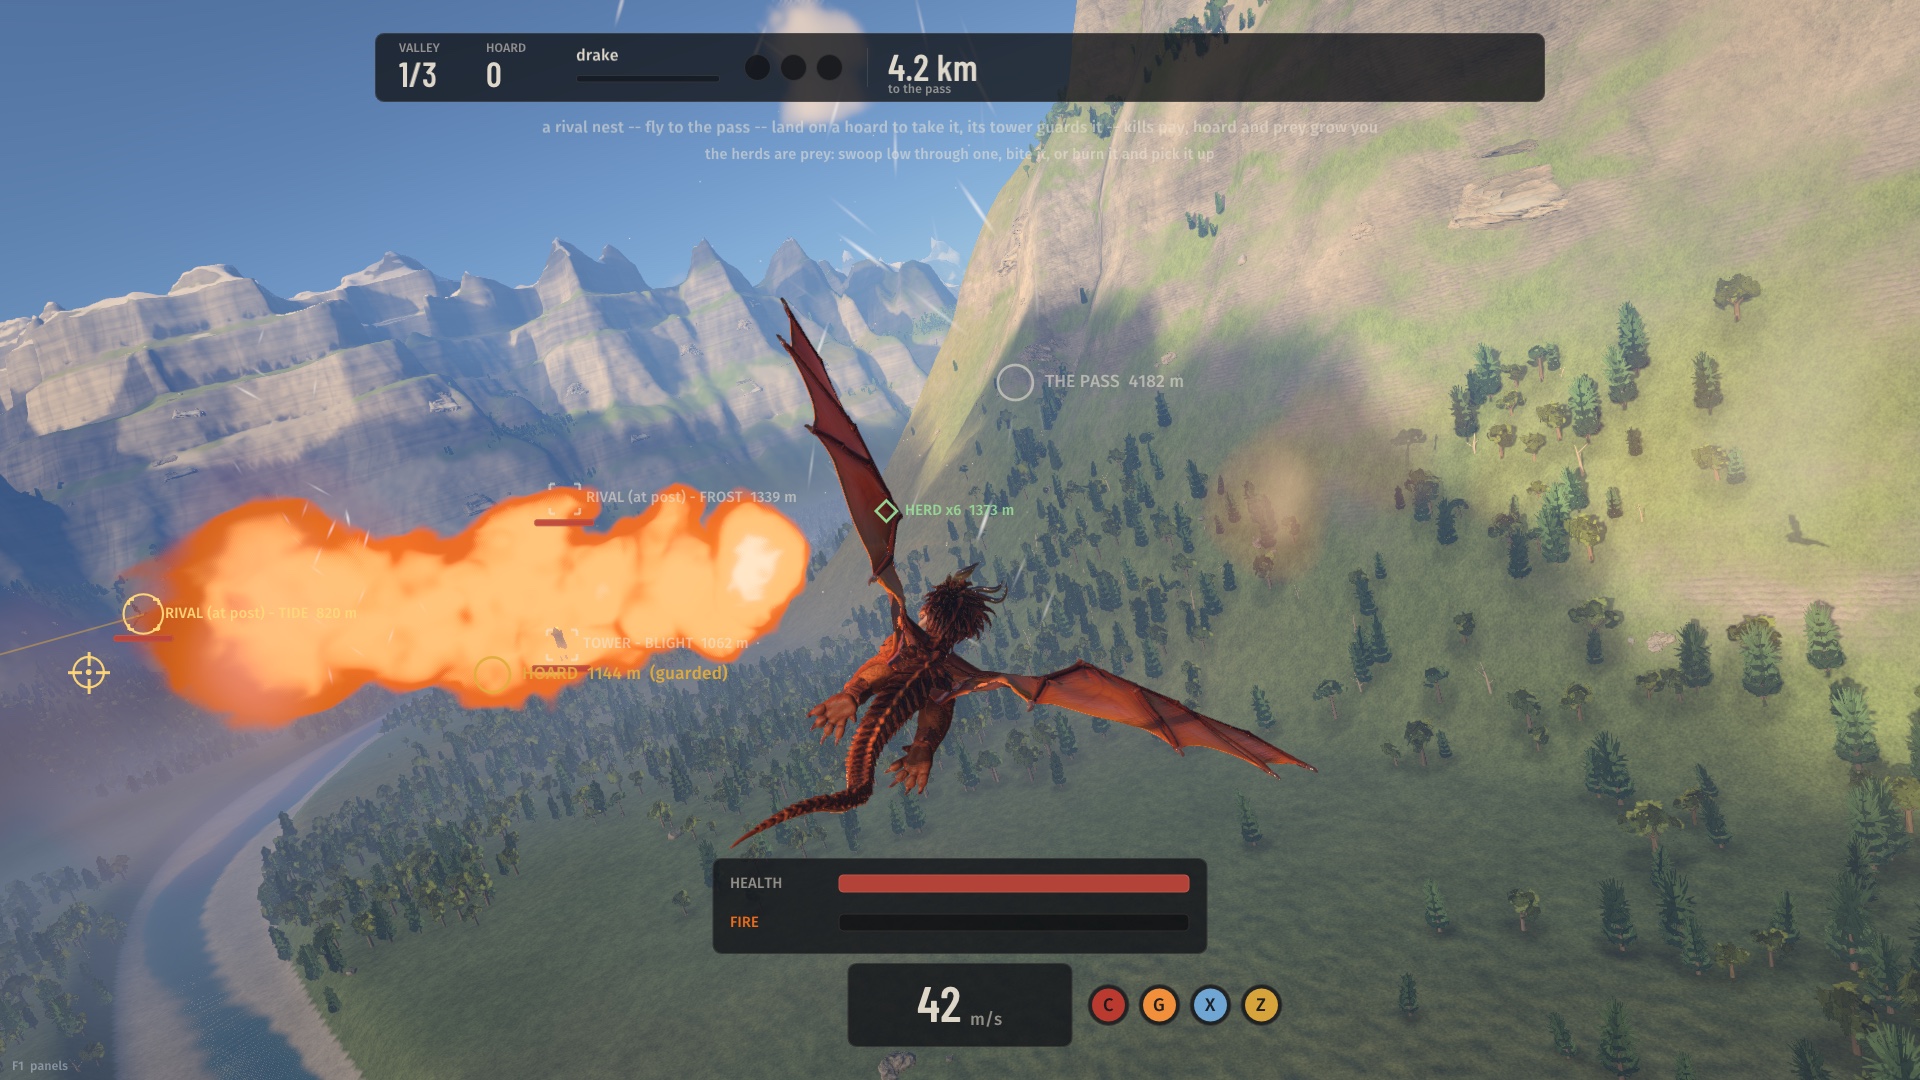 VALLEY
1/3
HOARD
0
drake
4.2 km
to the pass
a rival nest -- fly to the pass -- land on a hoard to take it, its tower guards it -- kills pay, hoard and prey grow you
the herds are prey: swoop low through one, bite it, or burn it and pick it up
THE PASS 4182 m
RIVAL (at post) - FROST 1339 m
HERD x6 1373 m
RIVAL (at post) - TIDE 820 m
TOWER - BLIGHT 1062 m
HOARD 1144 m (guarded)
HEALTH
FIRE
42 m/s
C G X Z
F1 panels